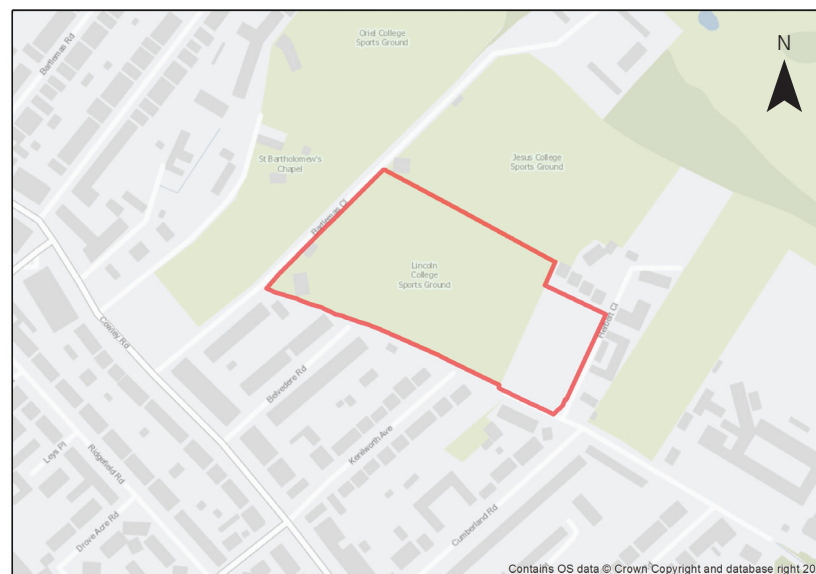 Oriel College
Sports Ground
N
Bartlemas Rd
St Bartholomew's
Chapel
Jesus College
Sports Ground
Bartlemas Cl
Lincoln
College
Sports Ground
Cowley Rd
Belvedere Rd
Kenilworth Ave
Leys Pl
Ridgefield Rd
Drove Acre Rd
Cumberland Rd
Contains OS data © Crown Copyright and database right 20